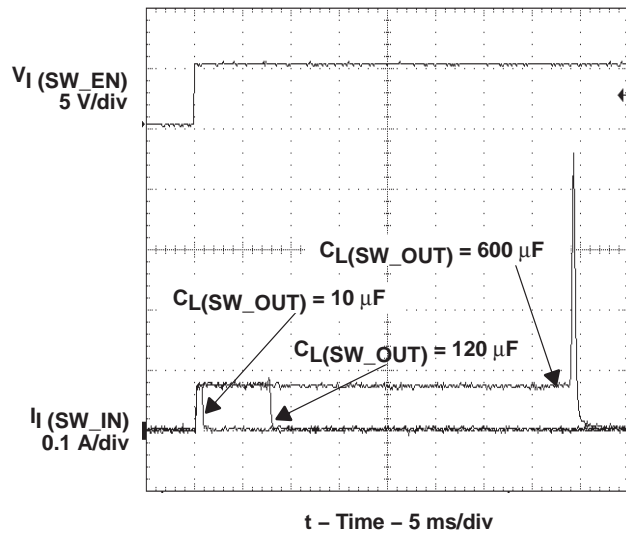 VI (SW_EN)
5 V/div
CL(SW_OUT) = 600 µF
CL(SW_OUT) = 10 µF
CL(SW_OUT) = 120 µF
II (SW_IN)
0.1 A/div
t – Time – 5 ms/div